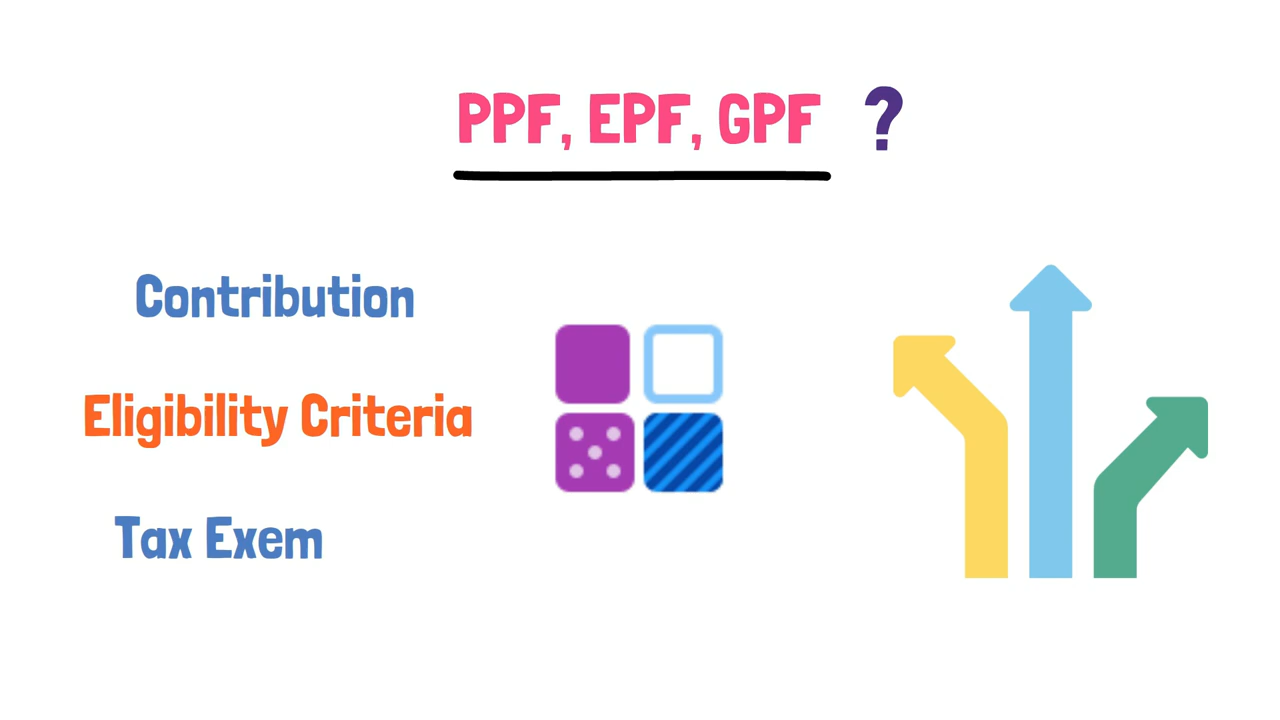 PPF, EPF, GPF ?
Contribution
Eligibility Criteria
Tax Exem